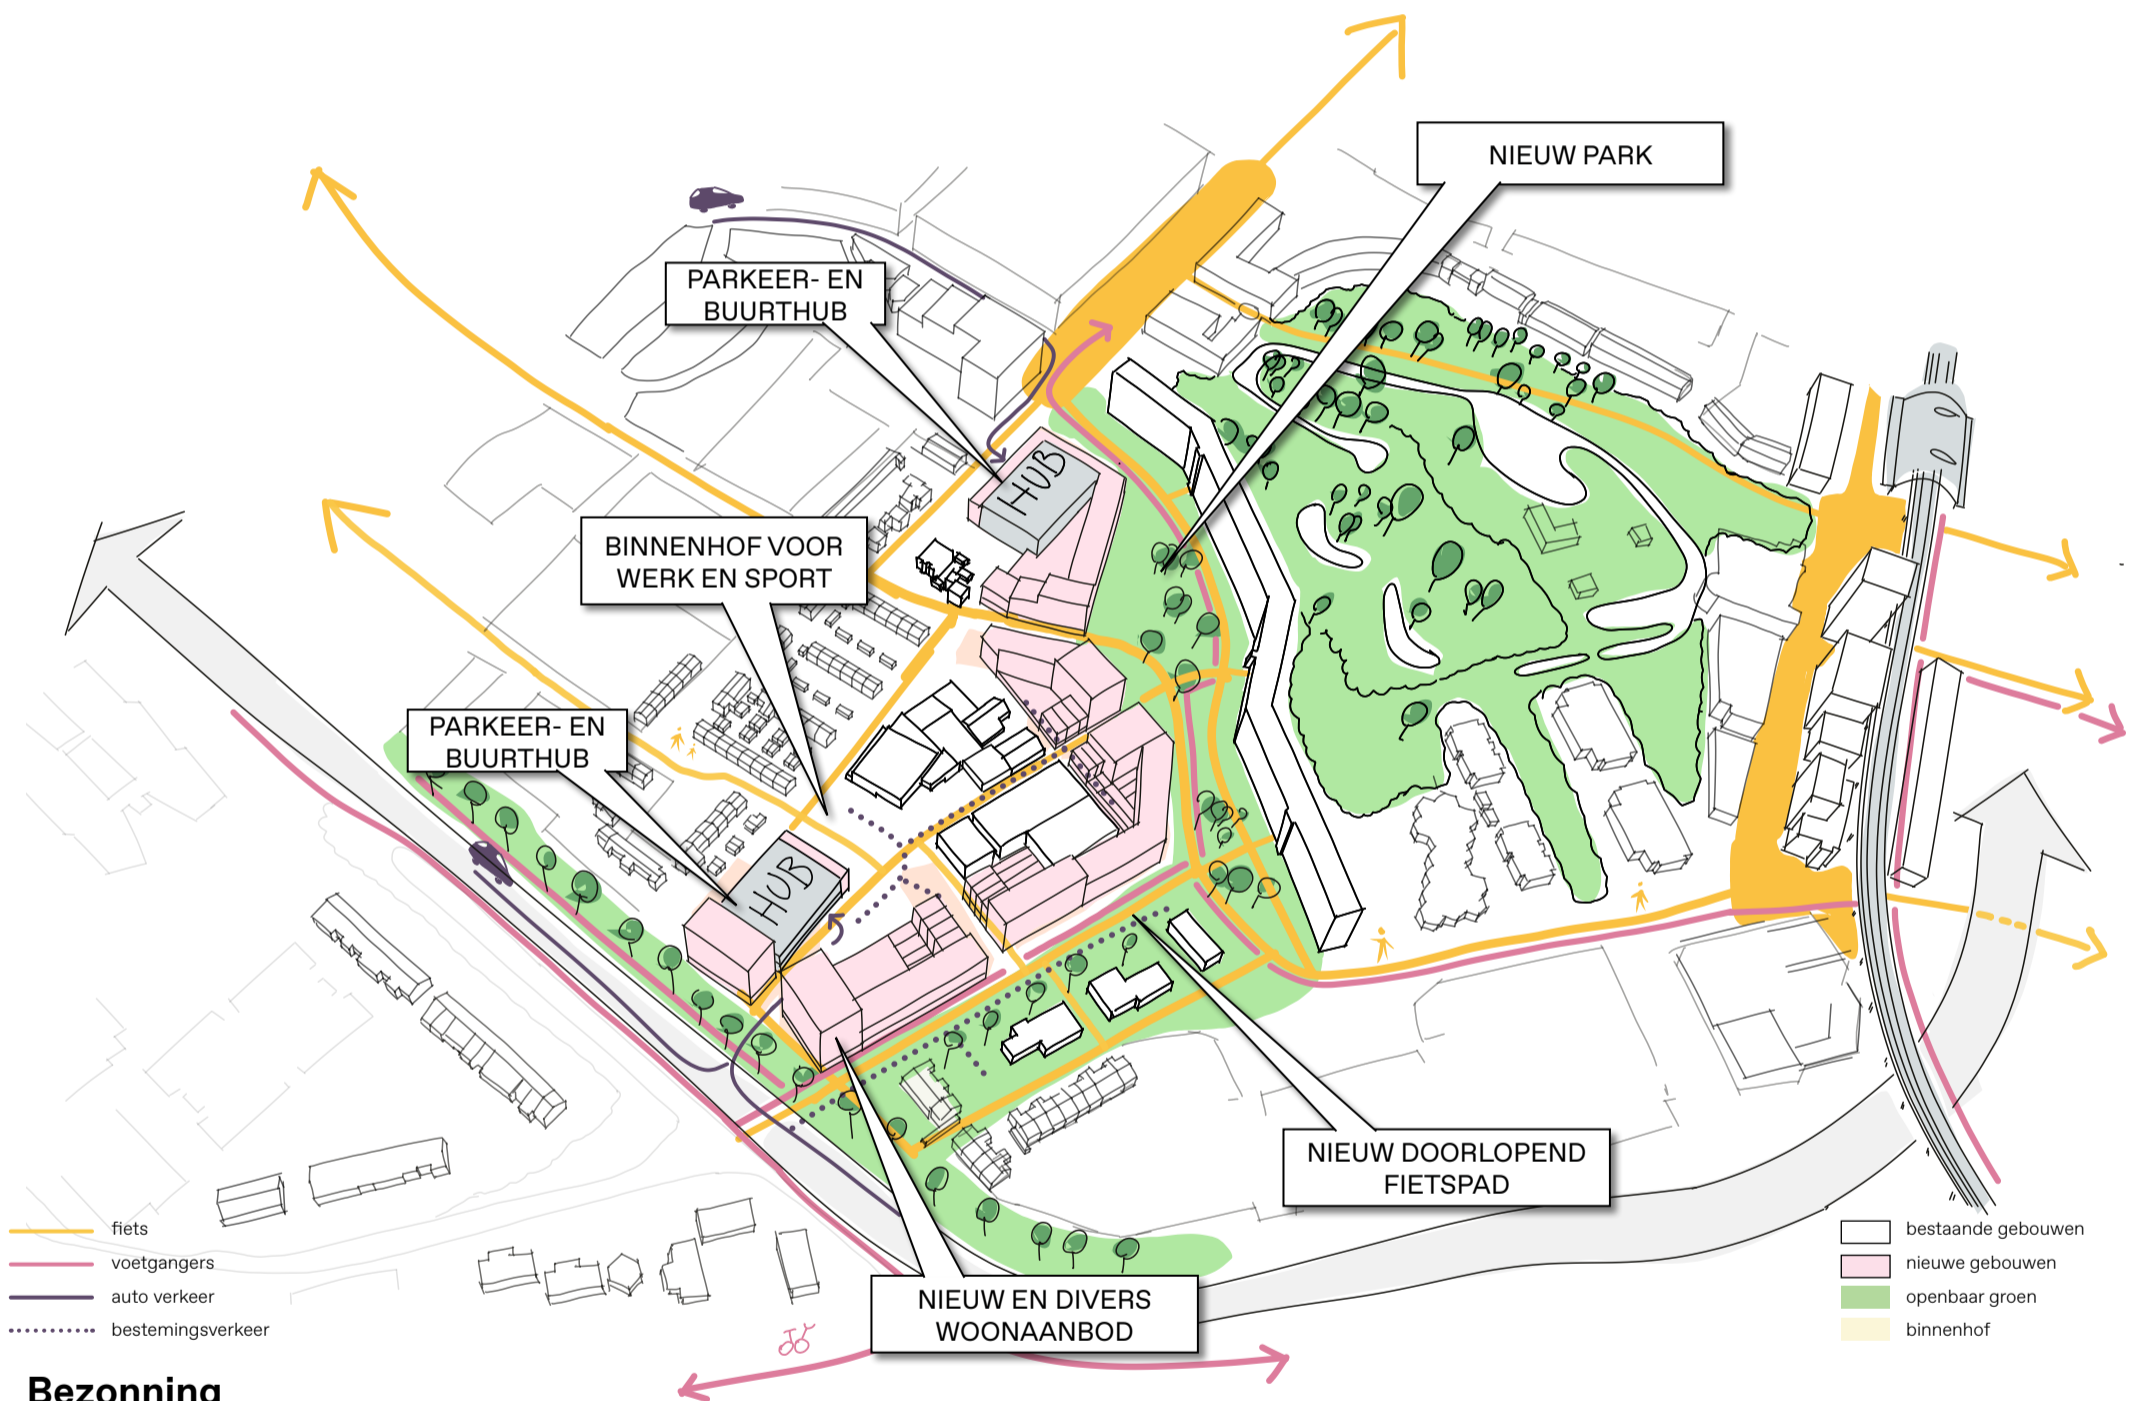 NIEUW PARK
PARKEER- EN
BUURTHUB
HUB
BINNENHOF VOOR
WERK EN SPORT
PARKEER- EN
BUURTHUB
HUB
NIEUW DOORLOPEND
FIETSPAD
NIEUW EN DIVERS
WOONAANBOD
fiets
voetgangers
auto verkeer
bestemingsverkeer
bestaande gebouwen
nieuwe gebouwen
openbaar groen
binnenhof
Bezonning